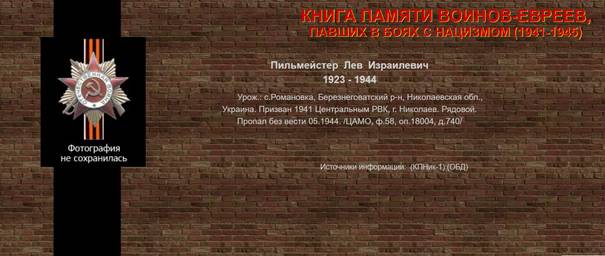 КНИГА ПАМЯТИ ВОИНОВ-ЕВРЕЕВ,
ПАВШИХ В БОЯХ С НАЦИЗМОМ (1941-1945)
Пильмейстер Лев Израилевич
1923 - 1944
Урож.: с.Романовка, Березнеговатский р-н, Николаевская обл.,
Украина. Призван 1941 Центральным РВК, г. Николаев. Рядовой.
Пропал без вести 05.1944. /ЦАМО, ф.58, оп.18004, д.740/
Фотография
не сохранилась
Источники информации: (КПНик-1),(ОБД)